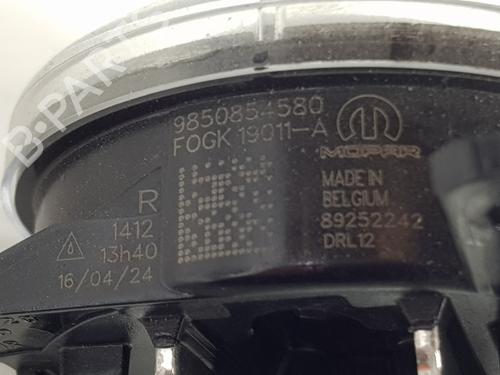 B-PARTS
9850854580
FOGK 19011-A
MOPAR
R
MADE IN
BELGIUM
1412
13h40
89252242
16/04/24
DRL12